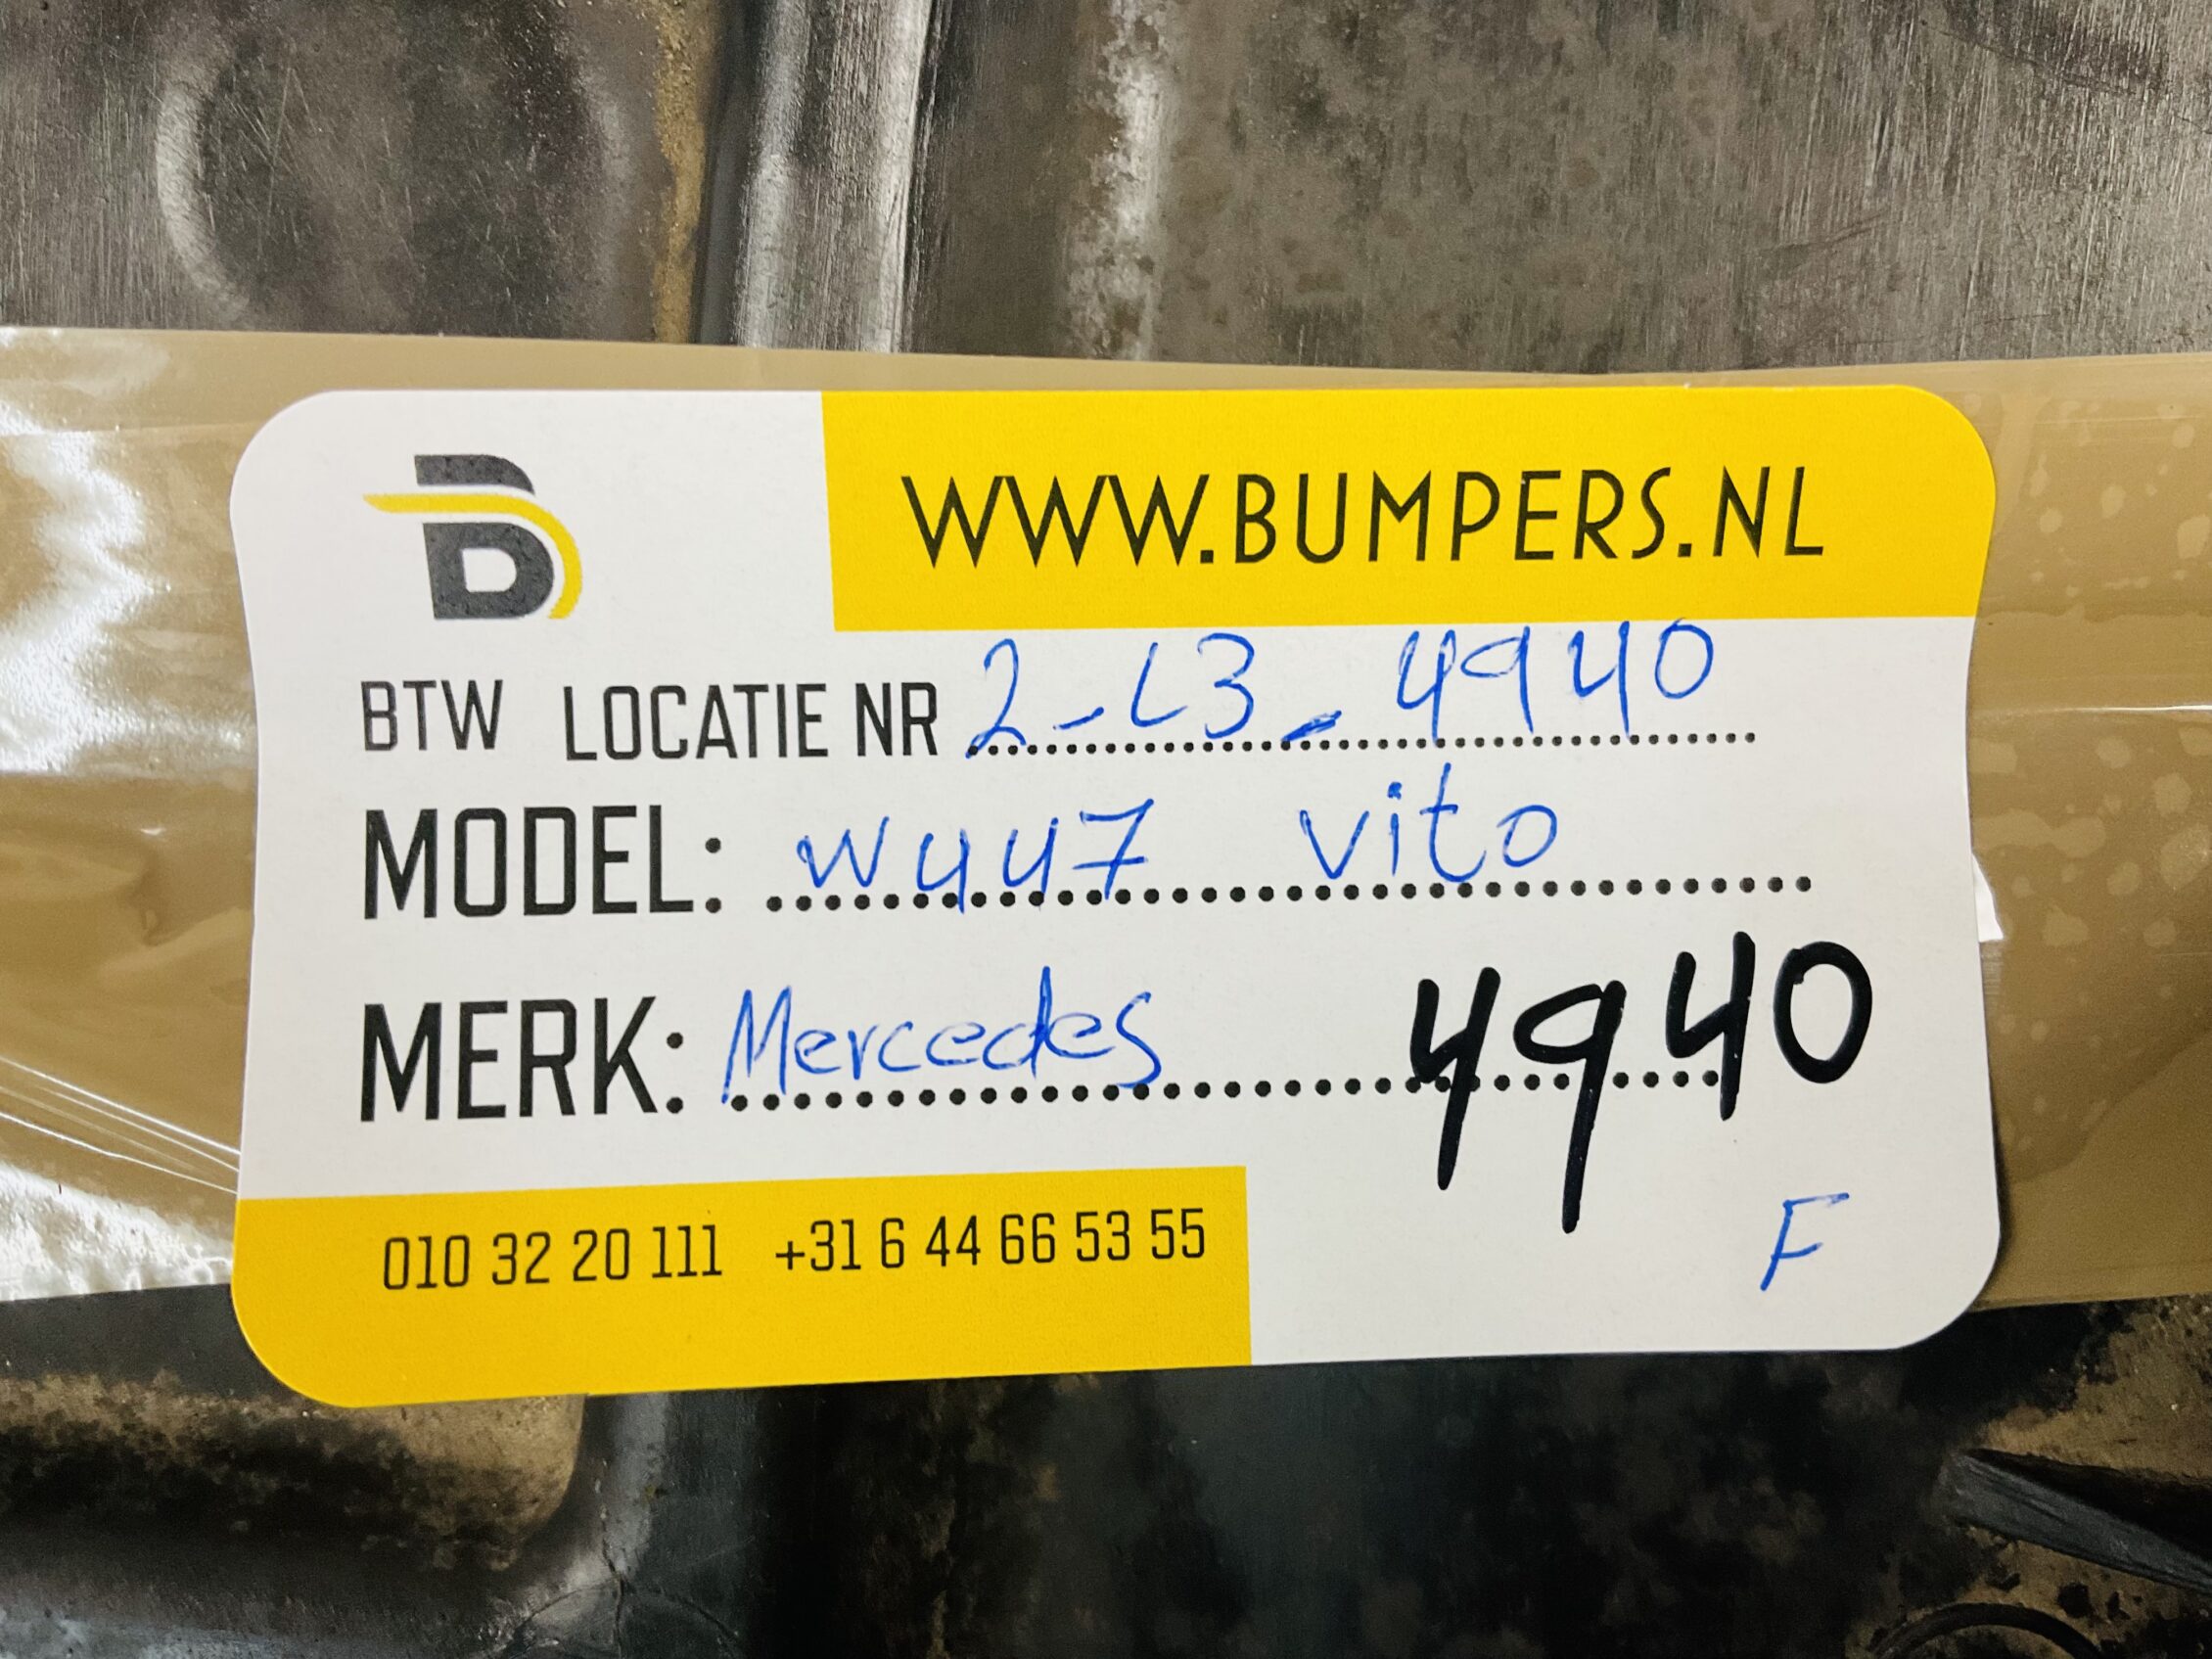 WWW.BUMPERS.NL
BTW LOCATIE NR 2-L3-4940
MODEL: W447 vito
MERK: Mercedes 4940
010 32 20 111 +31 6 44 66 53 55
F